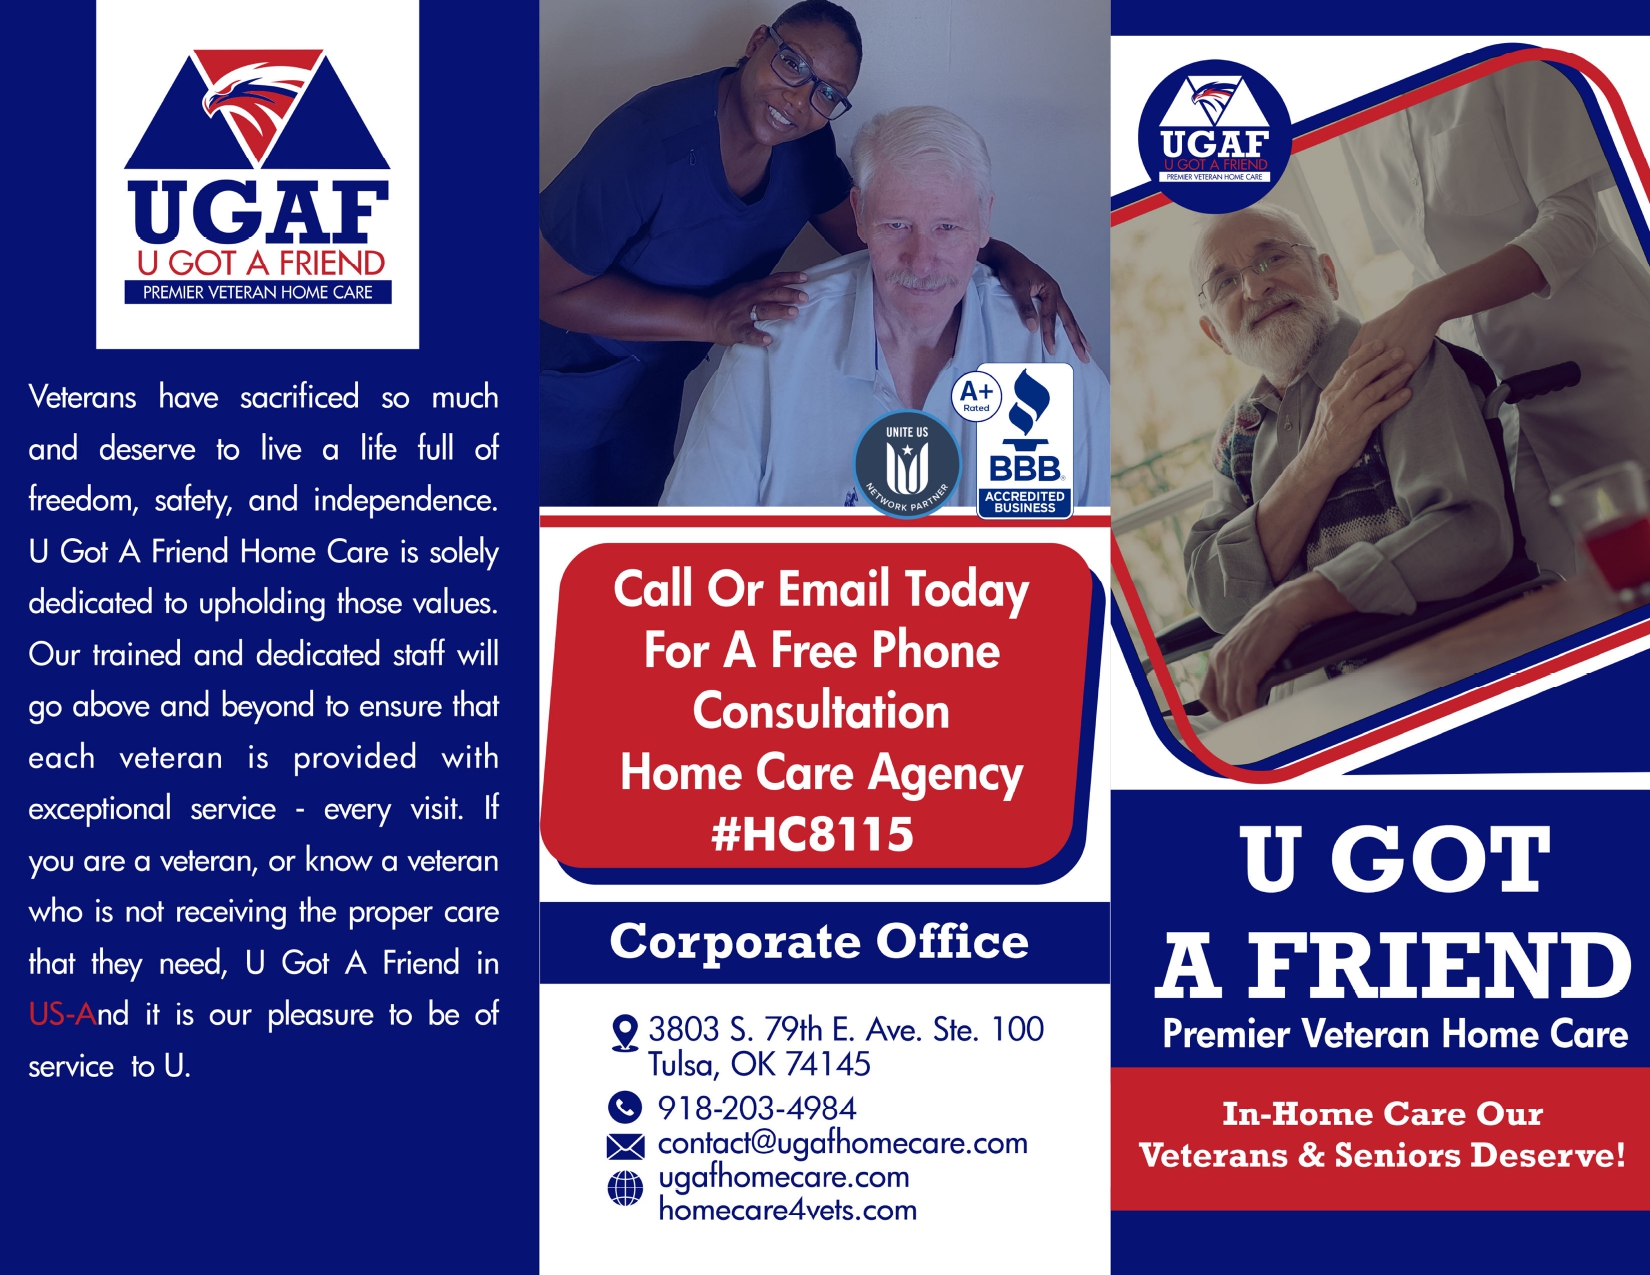 UGAF
U GOT A FRIEND
PREMIER VETERAN HOME CARE
Veterans have sacrificed so much
and deserve to live a life full of
freedom, safety, and independence.
U Got A Friend Home Care is solely
dedicated to upholding those values.
Our trained and dedicated staff will
go above and beyond to ensure that
each veteran is provided with
exceptional service - every visit. If
you are a veteran, or know a veteran
who is not receiving the proper care
that they need, U Got A Friend in
US-And it is our pleasure to be of
service to U.
UNITE US
NETWORK PARTNER
A+
Rated
BBB
ACCREDITED
BUSINESS
Call Or Email Today
For A Free Phone
Consultation
Home Care Agency
#HC8115
Corporate Office
3803 S. 79th E. Ave. Ste. 100
Tulsa, OK 74145
918-203-4984
contact@ugafhomecare.com
ugafhomecare.com
homecare4vets.com
UGAF
U GOT A FRIEND
PREMIER VETERAN HOME CARE
U GOT
A FRIEND
Premier Veteran Home Care
In-Home Care Our
Veterans & Seniors Deserve!